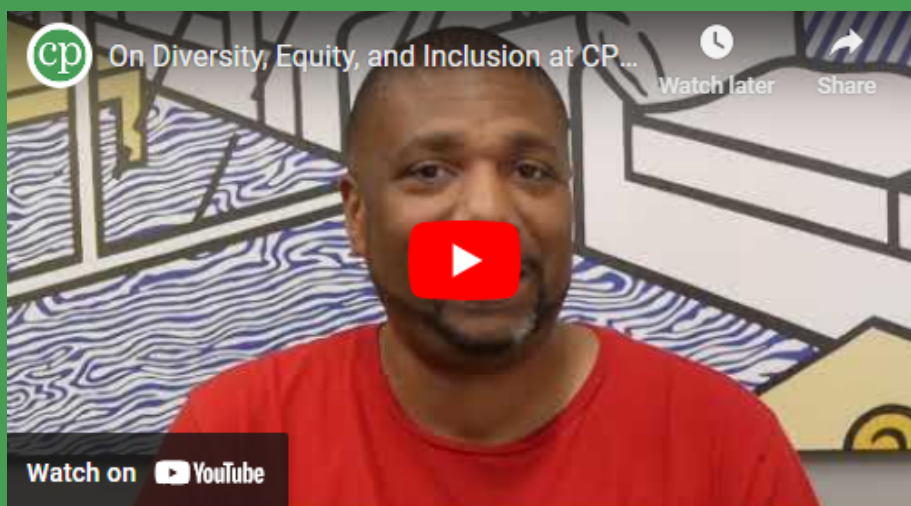 cp
On Diversity, Equity, and Inclusion at CP...
Watch later
Share
Watch on YouTube